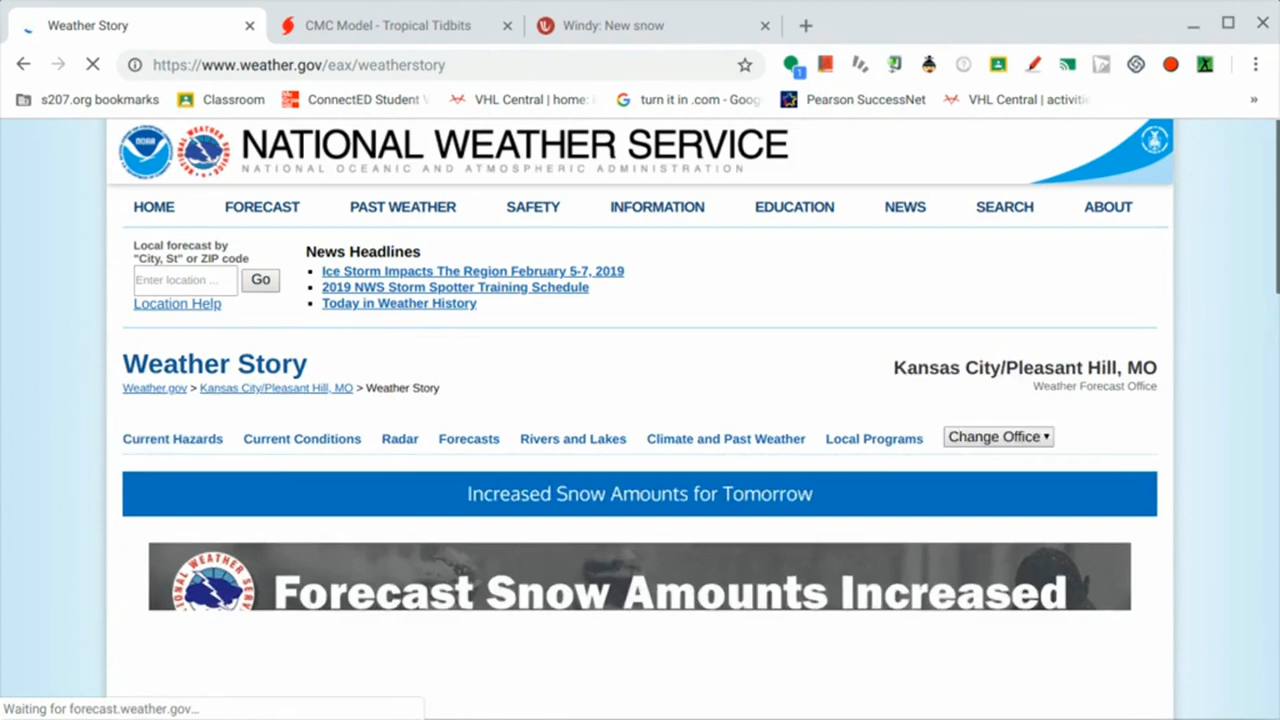 Weather Story
CMC Model - Tropical Tidbits
Windy: New snow
https://www.weather.gov/eax/weatherstory
1
s207.org bookmarks
Classroom
ConnectED Student
VHL Central | home:
turn it in .com - Goog
Pearson SuccessNet
VHL Central | activitie
NOAA
NATIONAL WEATHER SERVICE
NATIONAL OCEANIC AND ATMOSPHERIC ADMINISTRATION
HOME
FORECAST
PAST WEATHER
SAFETY
INFORMATION
EDUCATION
NEWS
SEARCH
ABOUT
Local forecast by
"City, St" or ZIP code
Enter location ...
Go
Location Help
News Headlines
Ice Storm Impacts The Region February 5-7, 2019
2019 NWS Storm Spotter Training Schedule
Today in Weather History
Weather Story
Weather.gov > Kansas City/Pleasant Hill, MO > Weather Story
Kansas City/Pleasant Hill, MO
Weather Forecast Office
Current Hazards
Current Conditions
Radar
Forecasts
Rivers and Lakes
Climate and Past Weather
Local Programs
Change Office
Increased Snow Amounts for Tomorrow
Forecast Snow Amounts Increased
Waiting for forecast.weather.gov...